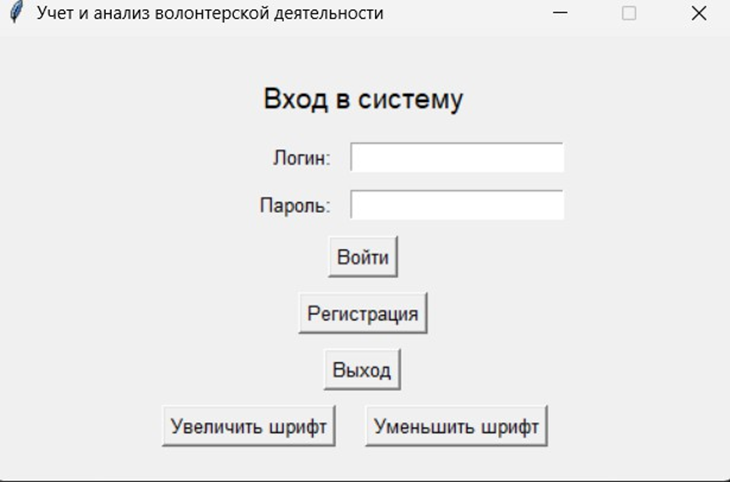 Учет и анализ волонтерской деятельности
Вход в систему
Логин:
Пароль:
Войти
Регистрация
Выход
Увеличить шрифт Уменьшить шрифт